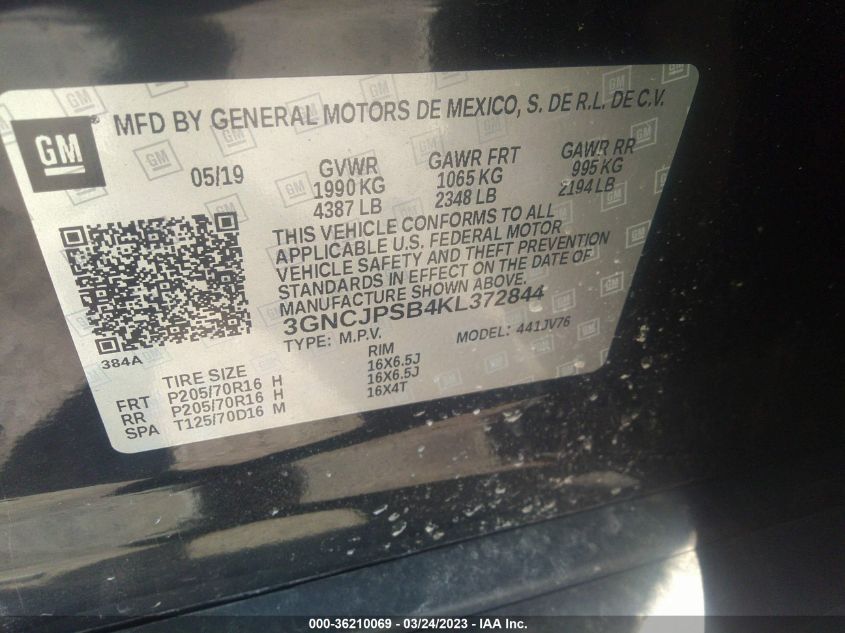 GM
MFD BY GENERAL MOTORS DE MEXICO, S. DE R.L. DE C.V.
05/19 GVWR GAWR FRT GAWR RR
1990 KG 1065 KG 995 KG
4387 LB 2348 LB 2194 LB
THIS VEHICLE CONFORMS TO ALL
APPLICABLE U.S. FEDERAL MOTOR
VEHICLE SAFETY AND THEFT PREVENTION
STANDARDS IN EFFECT ON THE DATE OF
MANUFACTURE SHOWN ABOVE.
3GNCJPSB4KL372844
TYPE: M.P.V. MODEL: 441JV76
384A
TIRE SIZE RIM
FRT P205/70R16 H 16X6.5J
RR P205/70R16 H 16X6.5J
SPA T125/70D16 M 16X4T
000-36210069 - 03/24/2023 - IAA Inc.